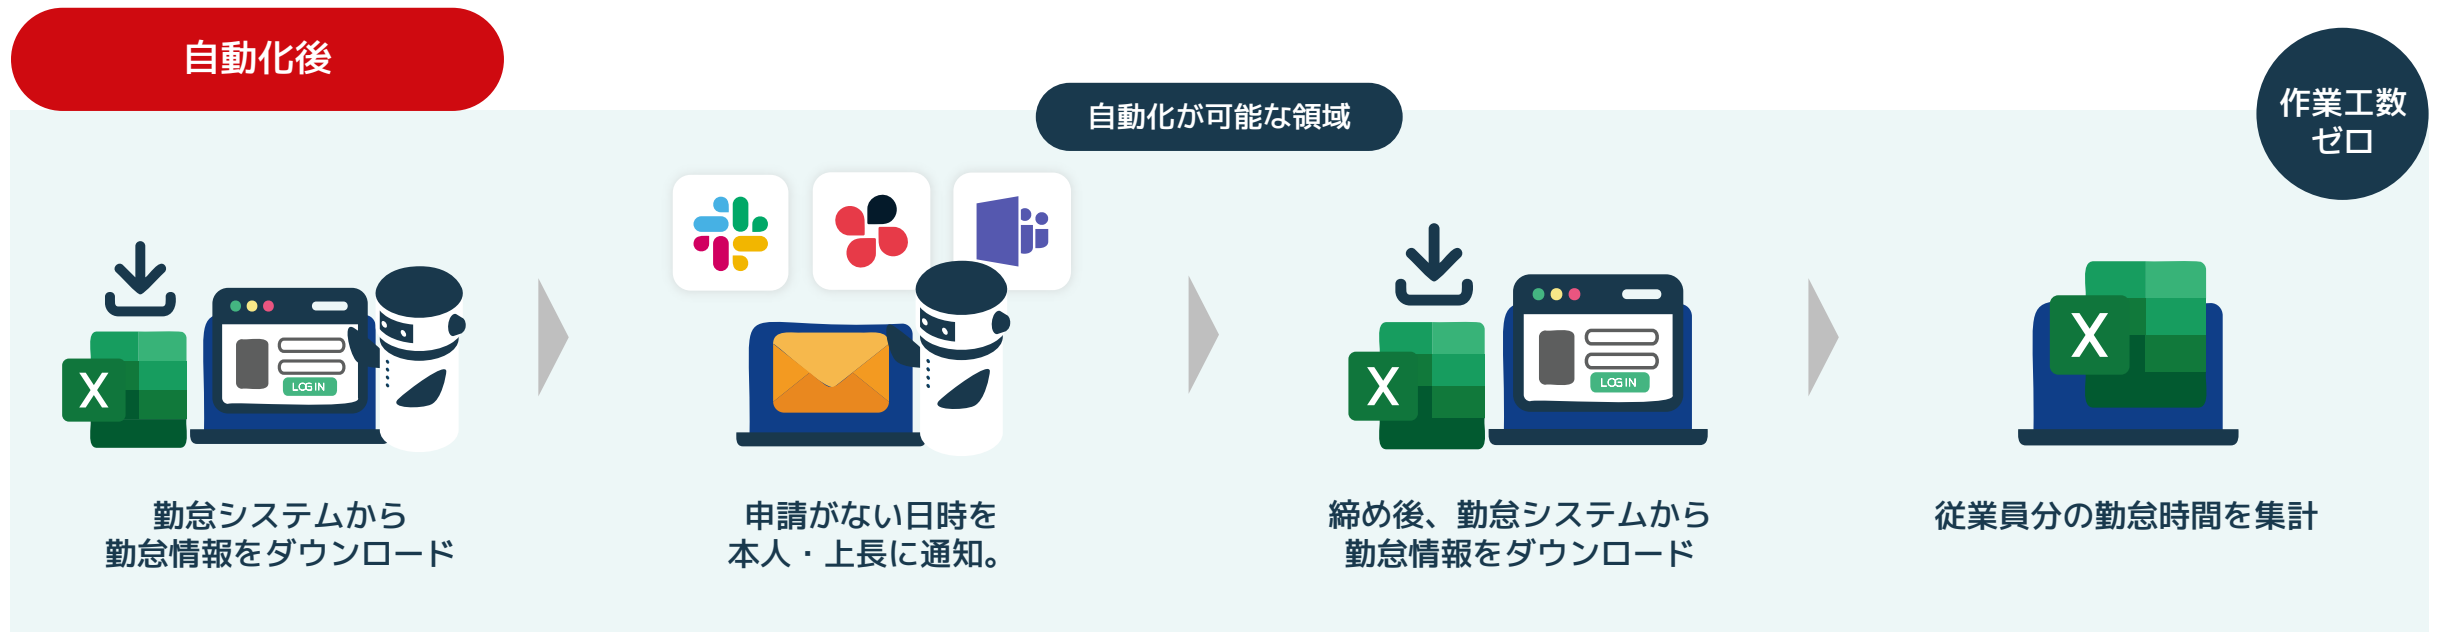 自動化後
自動化が可能な領域
作業工数
ゼロ
X
LOGIN
勤怠システムから
勤怠情報をダウンロード
申請がない日時を
本人・上長に通知。
X
LOGIN
締め後、勤怠システムから
勤怠情報をダウンロード
X
従業員分の勤怠時間を集計